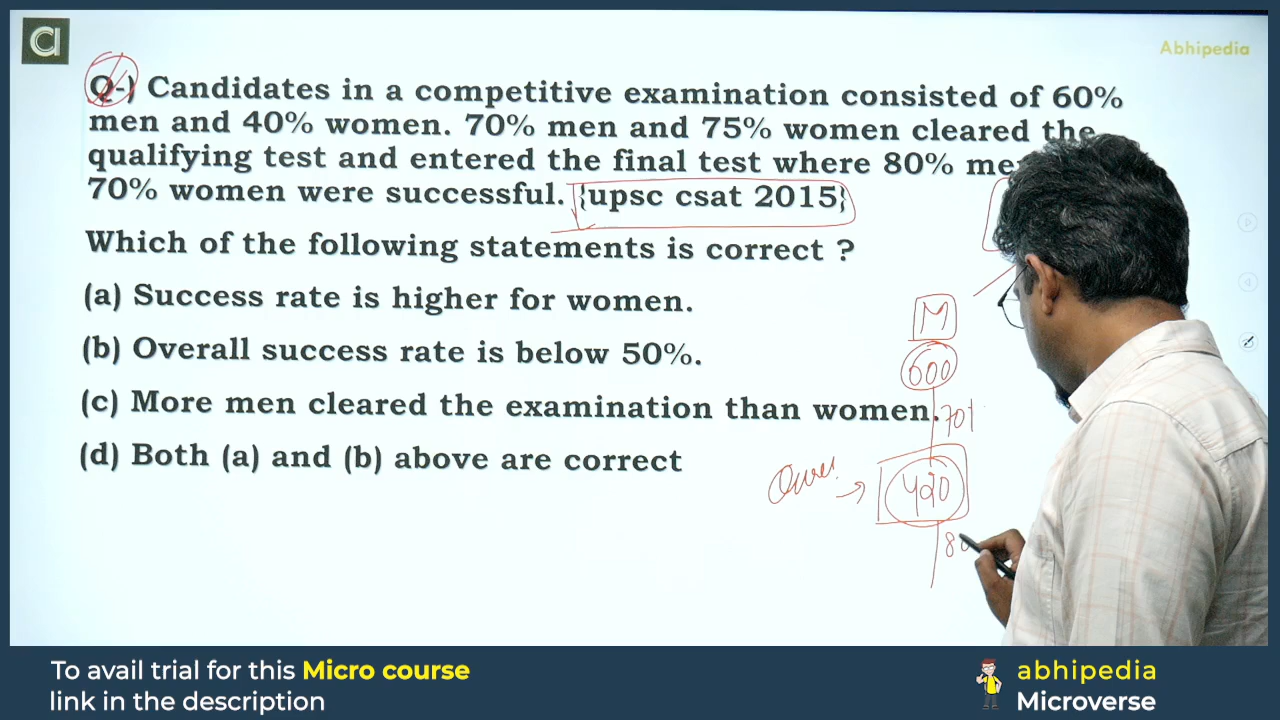 Abhipedia
Q-) Candidates in a competitive examination consisted of 60%
men and 40% women. 70% men and 75% women cleared the
qualifying test and entered the final test where 80% me
70% women were successful. {upsc csat 2015}
Which of the following statements is correct ?
(a) Success rate is higher for women.
(b) Overall success rate is below 50%.
(c) More men cleared the examination than women.
(d) Both (a) and (b) above are correct
M
600
70%
420
To avail trial for this Micro course
link in the description
abhipedia
Microverse